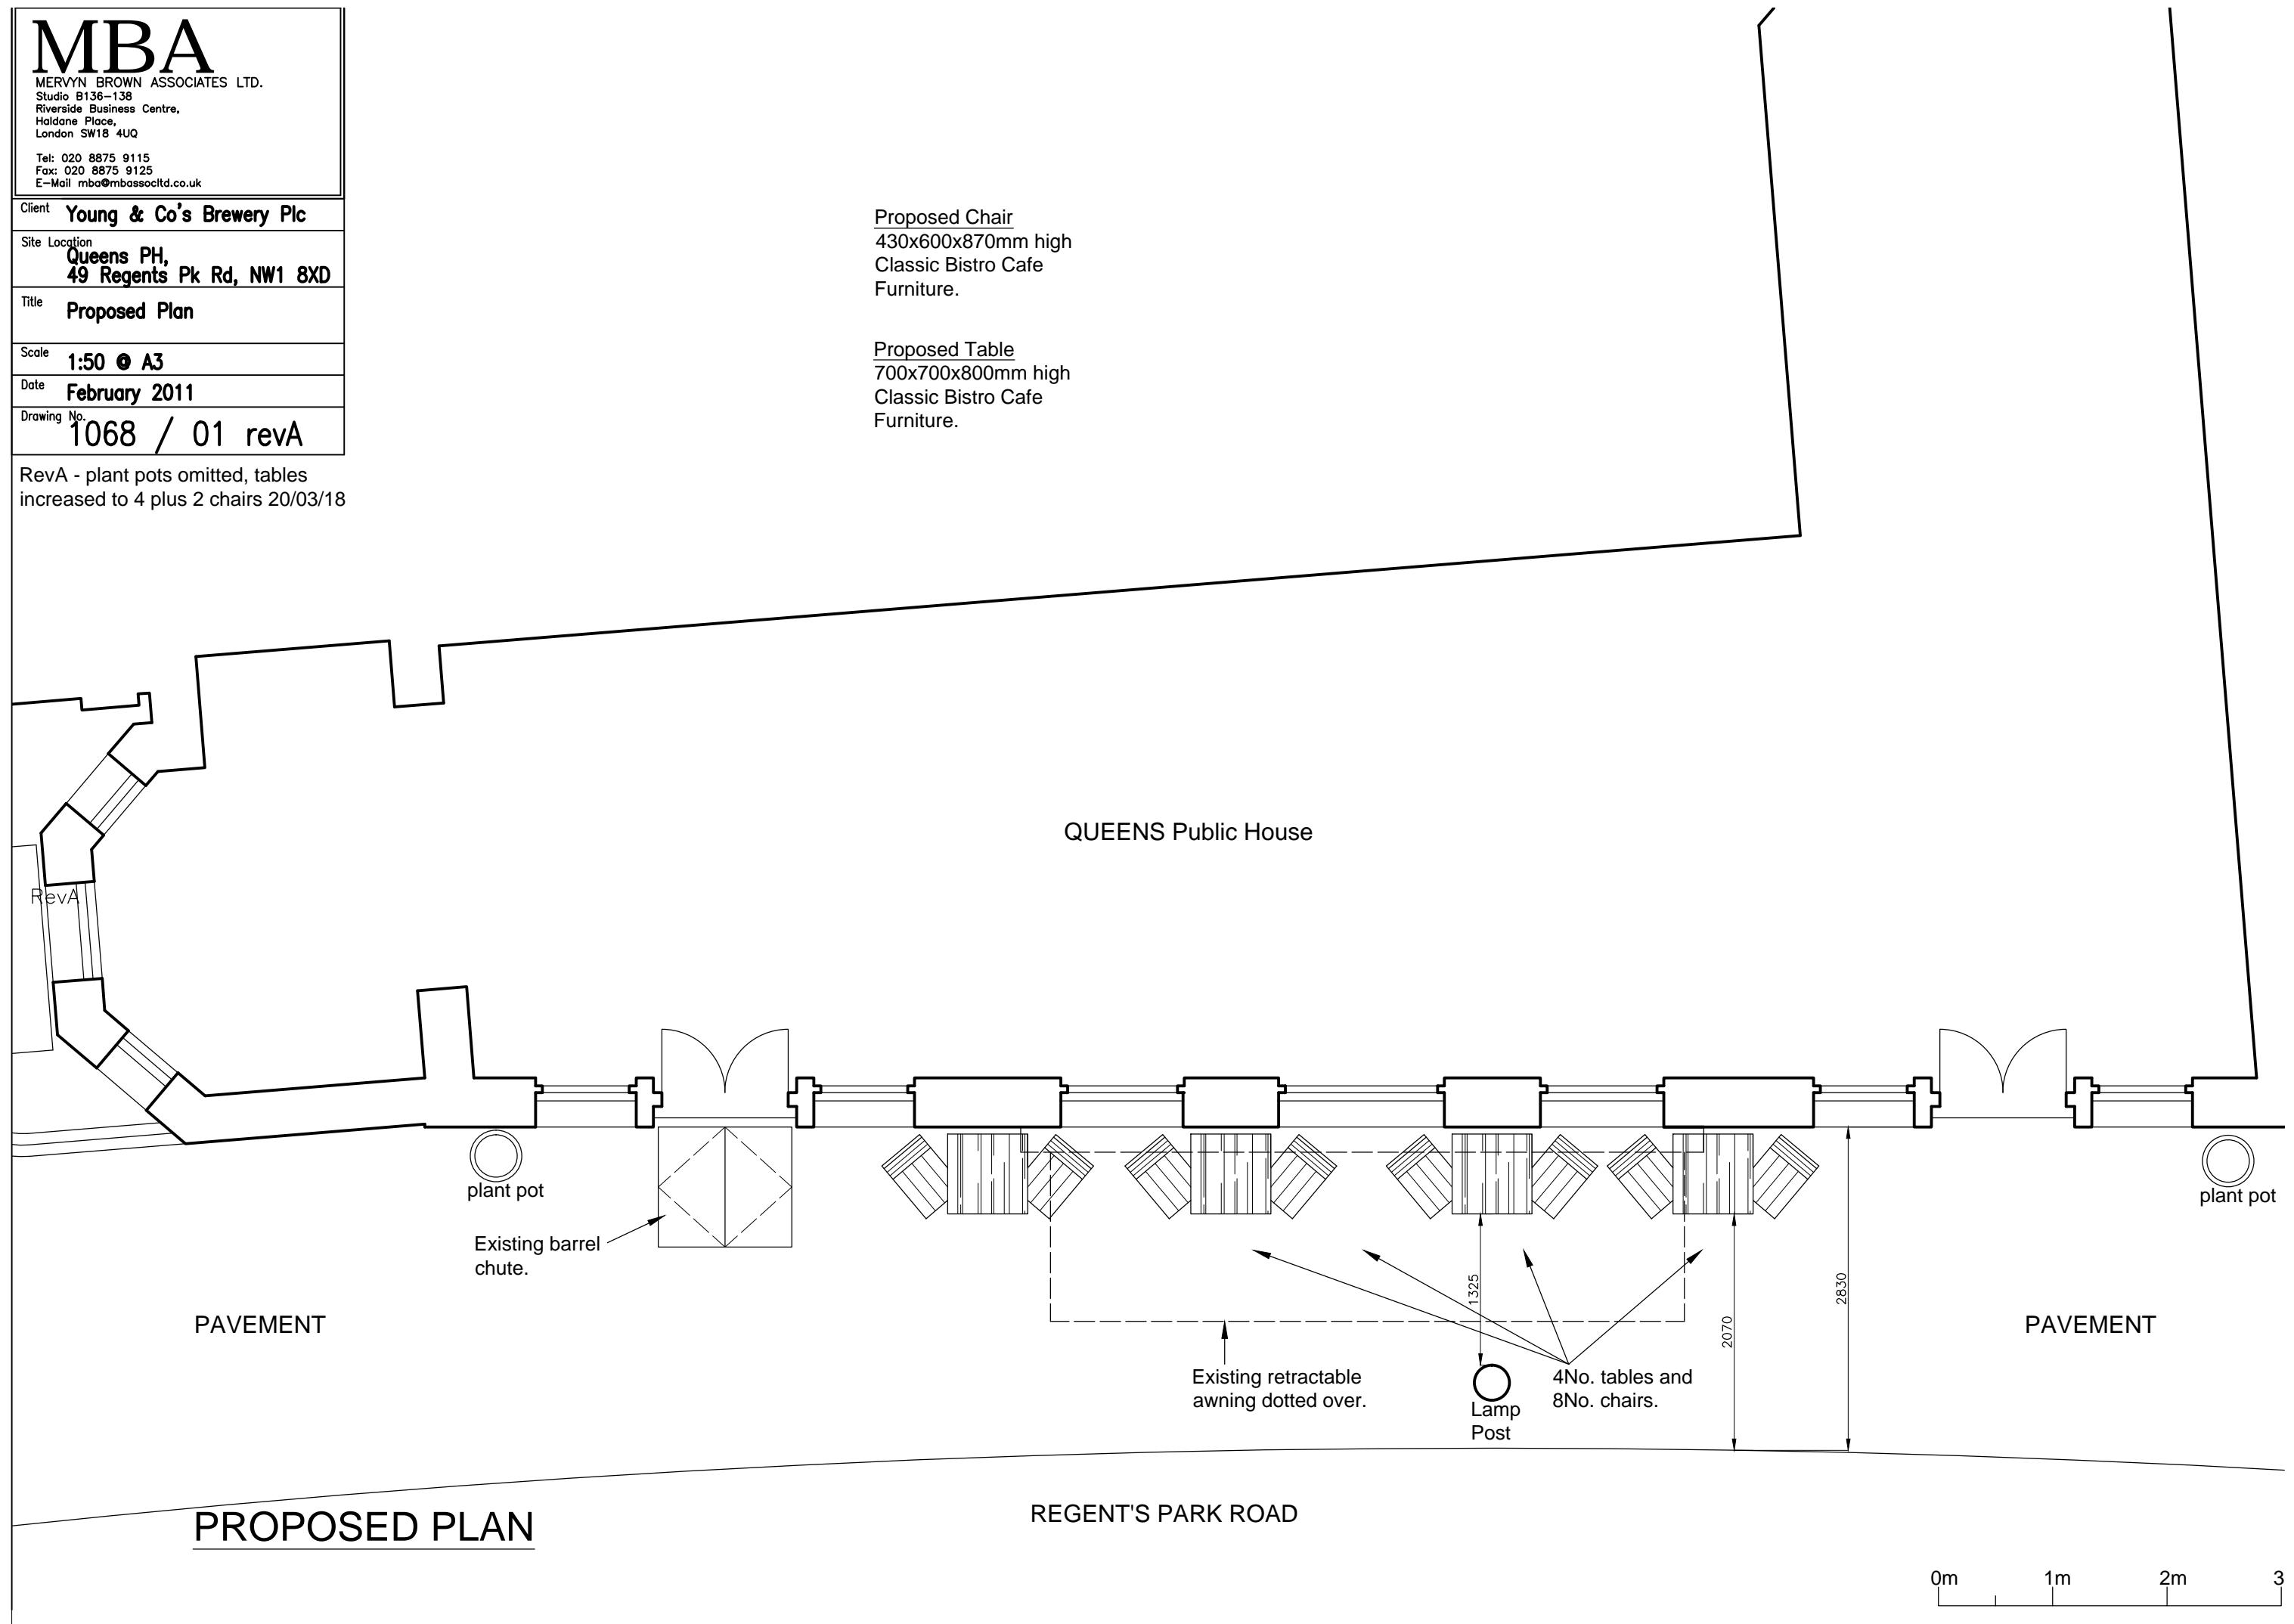 MBA
MERVYN BROWN ASSOCIATES LTD.
Studio B136-138
Riverside Business Centre,
Haldane Place,
London SW18 4UQ
Tel: 020 8875 9115
Fax: 020 8875 9125
E-Mail mba@mbassocltd.co.uk
Client Young & Co's Brewery Plc
Site Location
Queens PH,
49 Regents Pk Rd, NW1 8XD
Title Proposed Plan
Scale 1:50 @ A3
Date February 2011
Drawing No.
1068 / 01 revA
RevA - plant pots omitted, tables
increased to 4 plus 2 chairs 20/03/18
Proposed Chair
430x600x870mm high
Classic Bistro Cafe
Furniture.
Proposed Table
700x700x800mm high
Classic Bistro Cafe
Furniture.
QUEENS Public House
RevA
plant pot
plant pot
Existing barrel
chute.
1325
2070
2830
PAVEMENT
PAVEMENT
Existing retractable
awning dotted over.
Lamp
Post
4No. tables and
8No. chairs.
PROPOSED PLAN
REGENT'S PARK ROAD
0m 1m 2m 3